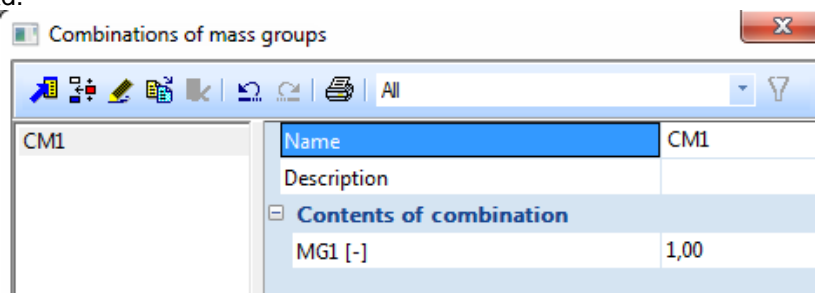 Combinations of mass groups
All
CM1
Name CM1
Description
Contents of combination
MG1 [-] 1,00